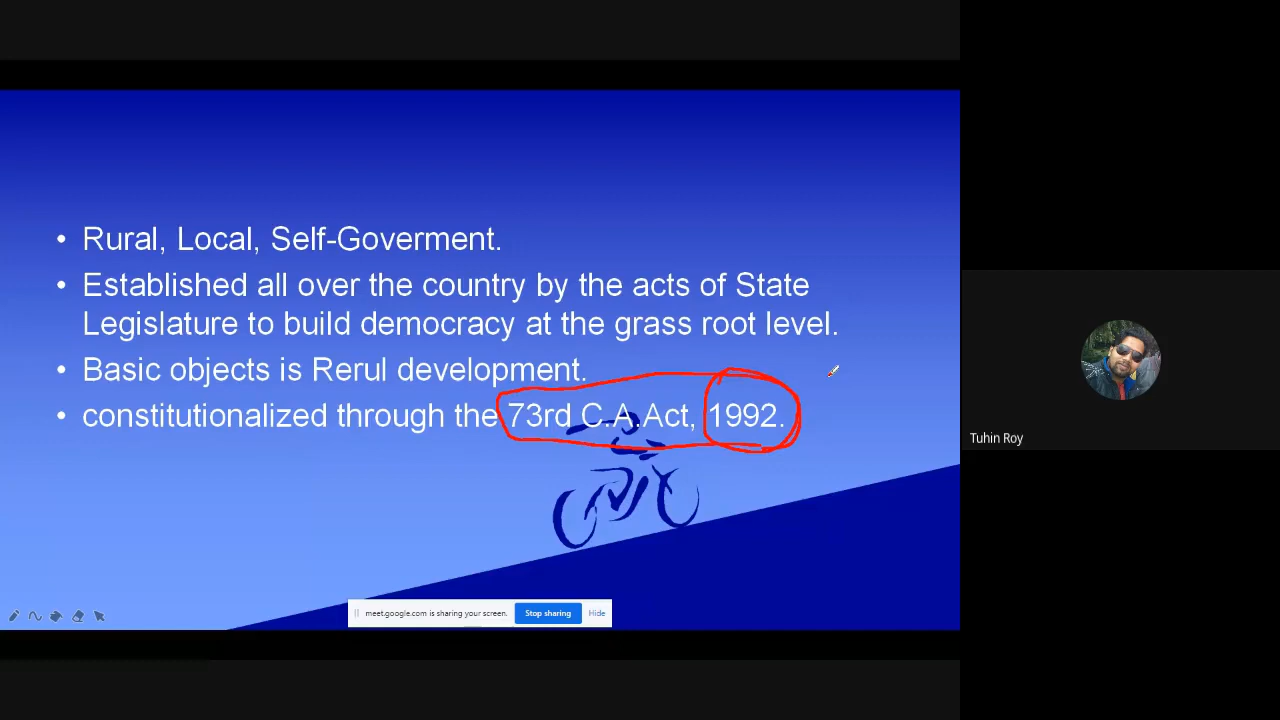 • Rural, Local, Self-Goverment.
• Established all over the country by the acts of State
Legislature to build democracy at the grass root level.
• Basic objects is Rerul development.
• constitutionalized through the 73rd C.A.Act, 1992.
Tuhin Roy
meet.google.com is sharing your screen.
Stop sharing
Hide